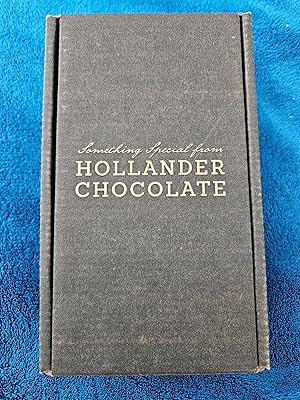 Something Special from
HOLLANDER
CHOCOLATE